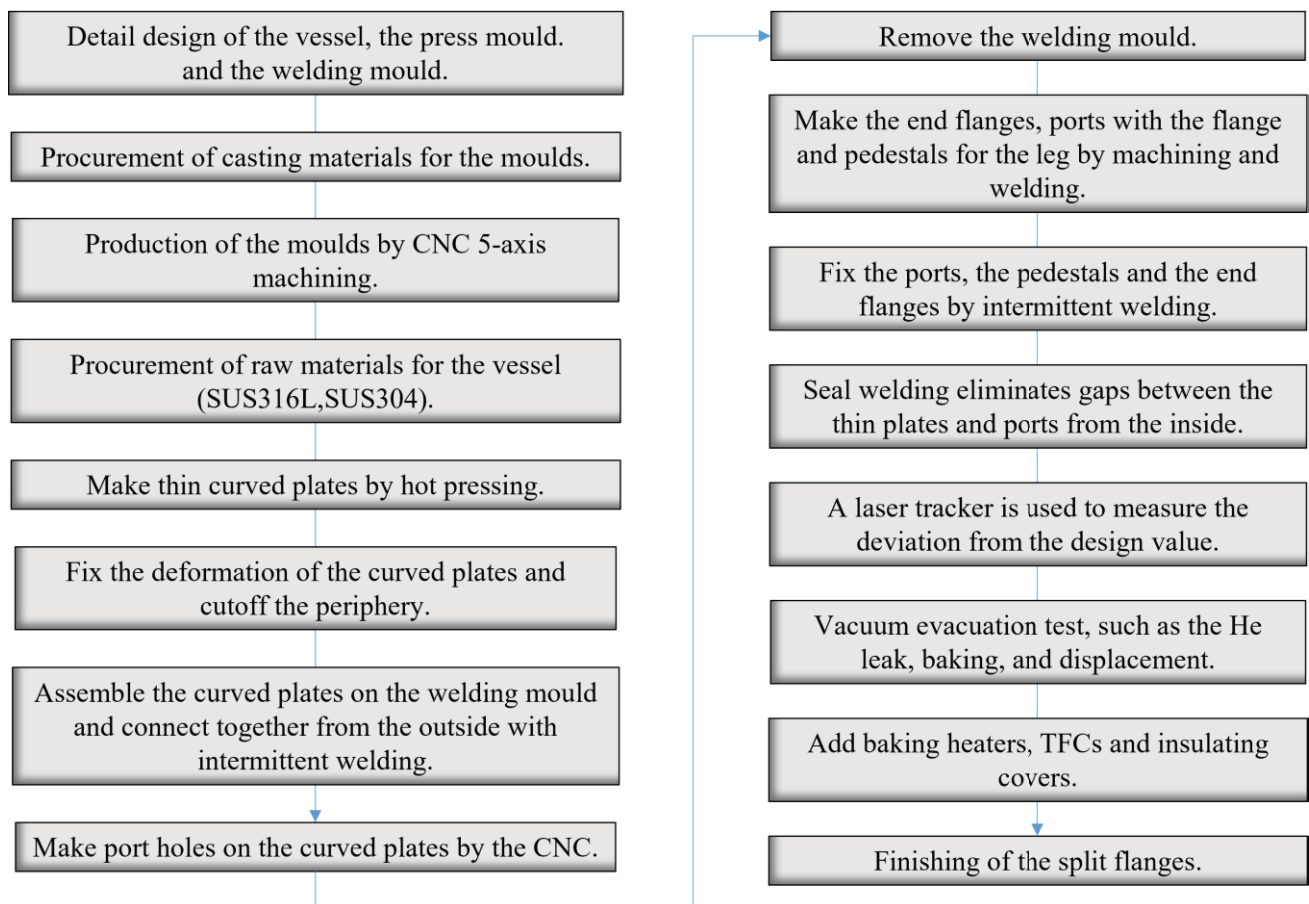 Detail design of the vessel, the press mould.
and the welding mould.
Procurement of casting materials for the moulds.
Production of the moulds by CNC 5-axis
machining.
Procurement of raw materials for the vessel
(SUS316L,SUS304).
Make thin curved plates by hot pressing.
Fix the deformation of the curved plates and
cutoff the periphery.
Assemble the curved plates on the welding mould
and connect together from the outside with
intermittent welding.
Make port holes on the curved plates by the CNC.
Remove the welding mould.
Make the end flanges, ports with the flange
and pedestals for the leg by machining and
welding.
Fix the ports, the pedestals and the end
flanges by intermittent welding.
Seal welding eliminates gaps between the
thin plates and ports from the inside.
A laser tracker is used to measure the
deviation from the design value.
Vacuum evacuation test, such as the He
leak, baking, and displacement.
Add baking heaters, TFCs and insulating
covers.
Finishing of the split flanges.